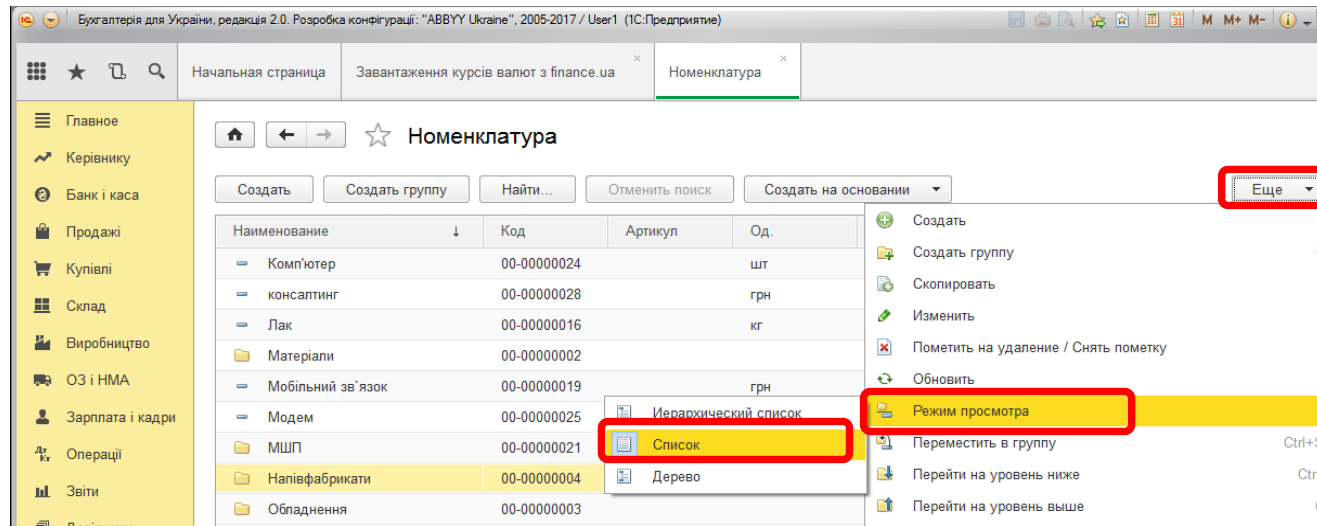 Бухгалтерія для України, редакція 2.0. Розробка конфігурації: "ABBYY Ukraine", 2005-2017 / User1 (1С:Предприятие)
31 M M+ M-
Начальная страница Завантаження курсів валют з finance.ua Номенклатура
Главное
Керівнику
Банк і каса
Продажі
Купівлі
Склад
Виробництво
ОЗ і НМА
Зарплата і кадри
Дт Кт Операції
Звіти
Номенклатура
Создать Создать группу Найти... Отменить поиск Создать на основании Еще
Наименование ↓ Код Артикул Од.
Комп'ютер 00-00000024 шт
консалтинг 00-00000028 грн
Лак 00-00000016 кг
Матеріали 00-00000002
Мобільний зв`язок 00-00000019 грн
Модем 00-00000025
МШП 00-00000021
Напівфабрикати 00-00000004
Обладнення 00-00000003
Создать
Создать группу
Скопировать
Изменить
Пометить на удаление / Снять пометку
Обновить
Режим просмотра
Переместить в группу Ctrl+
Перейти на уровень ниже Ctr
Перейти на уровень выше
Иерархический список
Список
Дерево